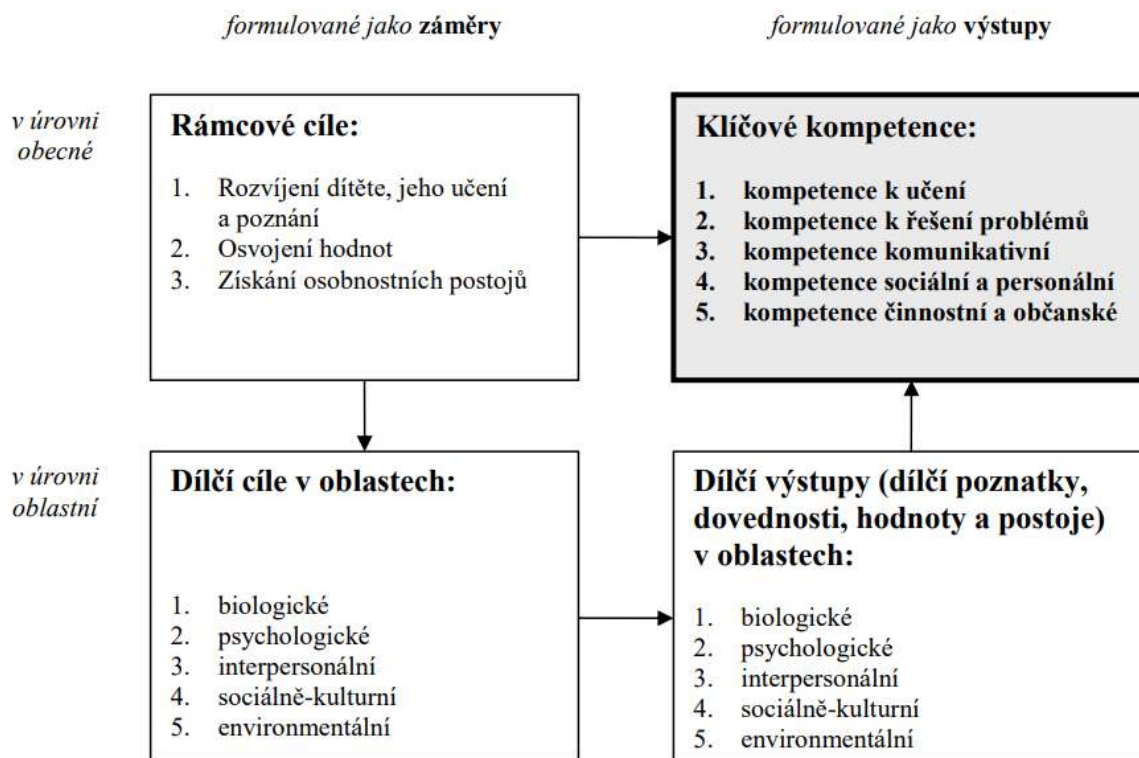 formulované jako záměry
formulované jako výstupy
v úrovni
obecné
Rámcové cíle:
1. Rozvíjení dítěte, jeho učení
a poznání
2. Osvojení hodnot
3. Získání osobnostních postojů
Klíčové kompetence:
1. kompetence k učení
2. kompetence k řešení problémů
3. kompetence komunikativní
4. kompetence sociální a personální
5. kompetence činnostní a občanské
v úrovni
oblastní
Dílčí cíle v oblastech:
1. biologické
2. psychologické
3. interpersonální
4. sociálně-kulturní
5. environmentální
Dílčí výstupy (dílčí poznatky,
dovednosti, hodnoty a postoje)
v oblastech:
1. biologické
2. psychologické
3. interpersonální
4. sociálně-kulturní
5. environmentální